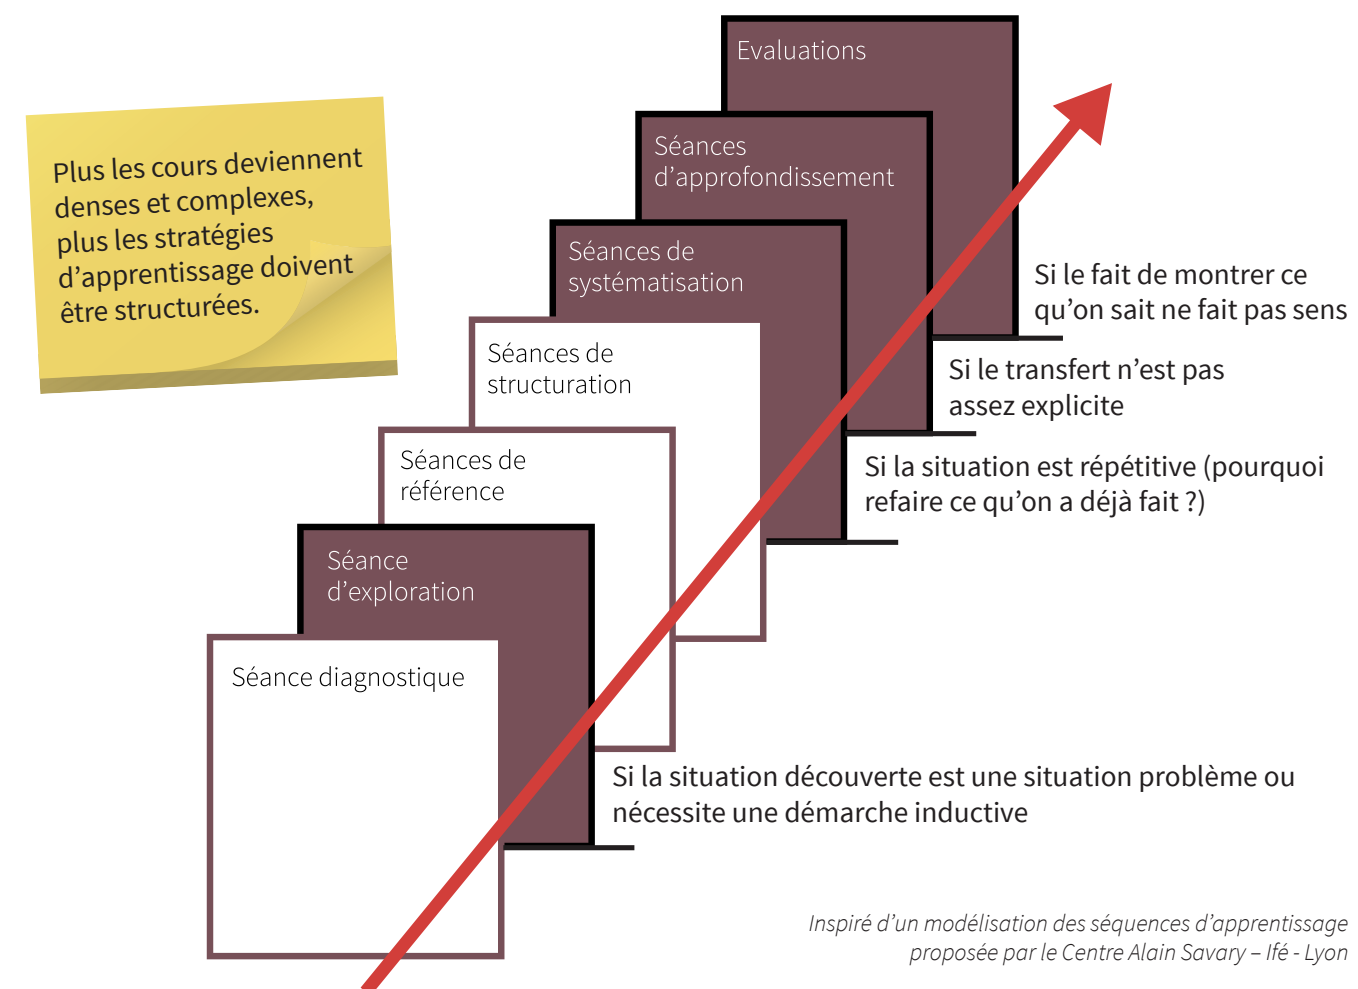 Evaluations
Séances
d’approfondissement
Plus les cours deviennent
denses et complexes,
plus les stratégies
d’apprentissage doivent
être structurées.
Séances de
systématisation
Si le fait de montrer ce
qu’on sait ne fait pas sens
Séances de
structuration
Si le transfert n’est pas
assez explicite
Séances de
référence
Si la situation est répétitive (pourquoi
refaire ce qu’on a déjà fait ?)
Séance
d’exploration
Séance diagnostique
Si la situation découverte est une situation problème ou
nécessite une démarche inductive
Inspiré d’un modélisation des séquences d’apprentissage
proposée par le Centre Alain Savary – Ifé - Lyon